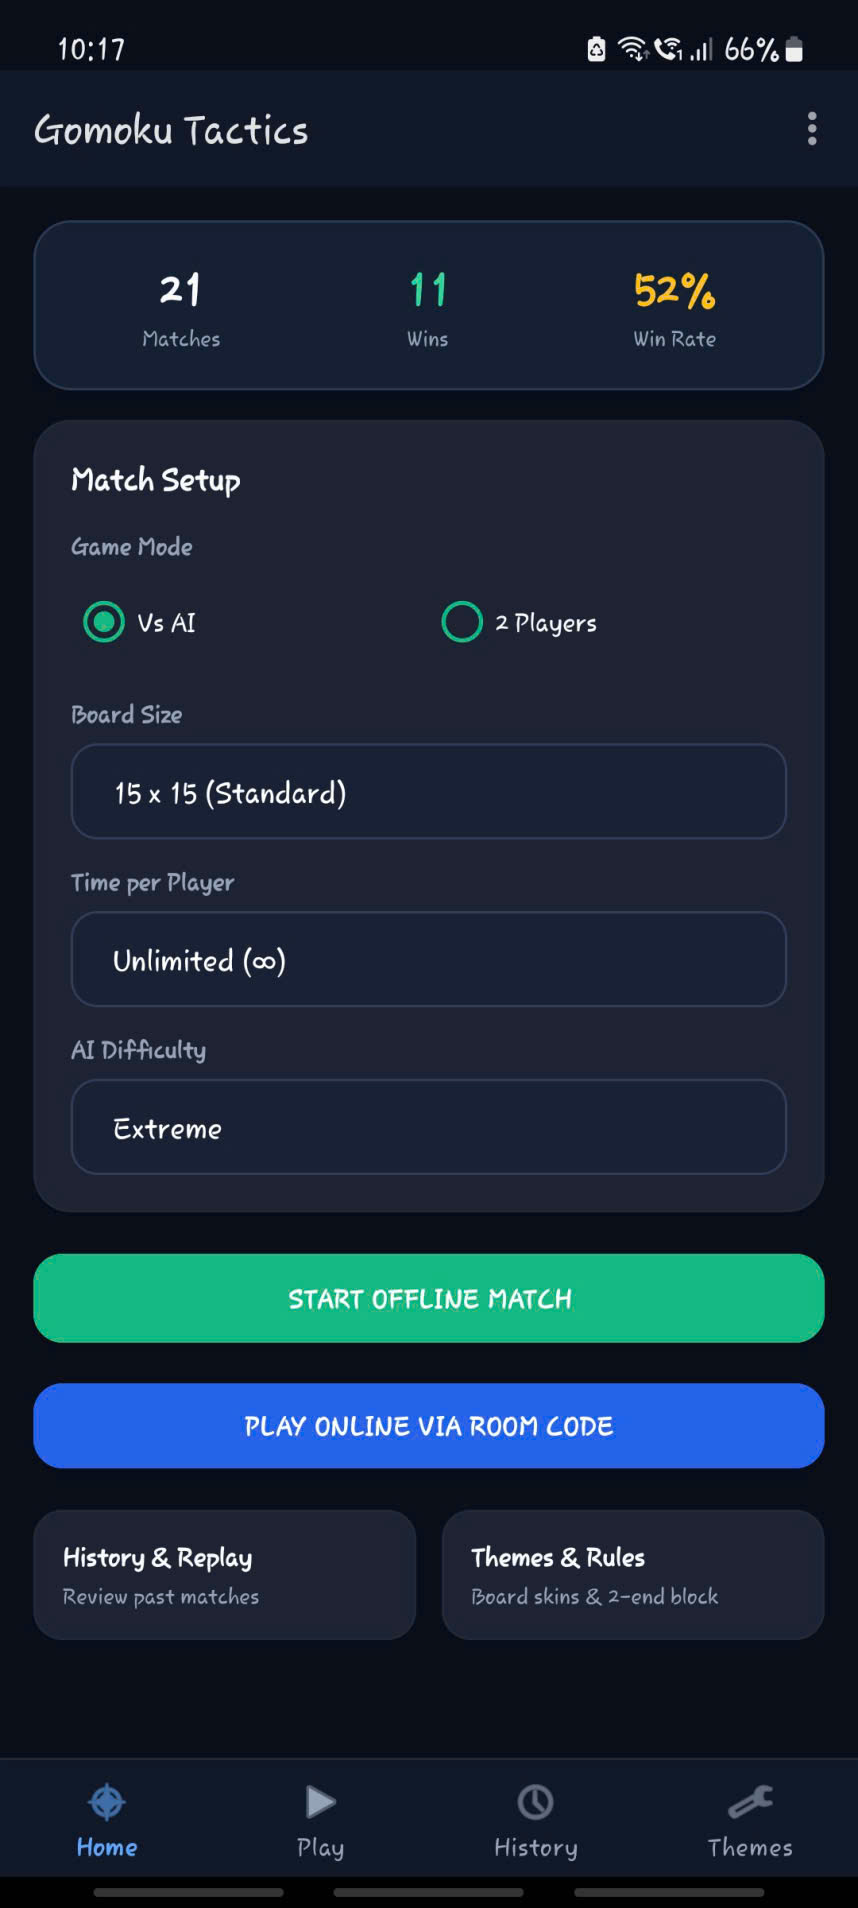 10:17
66%
Gomoku Tactics
21
11
52%
Matches
Wins
Win Rate
Match Setup
Game Mode
Vs AI
2 Players
Board Size
15 x 15 (Standard)
Time per Player
Unlimited (∞)
AI Difficulty
Extreme
START OFFLINE MATCH
PLAY ONLINE VIA ROOM CODE
History & Replay
Review past matches
Themes & Rules
Board skins & 2-end block
Home
Play
History
Themes